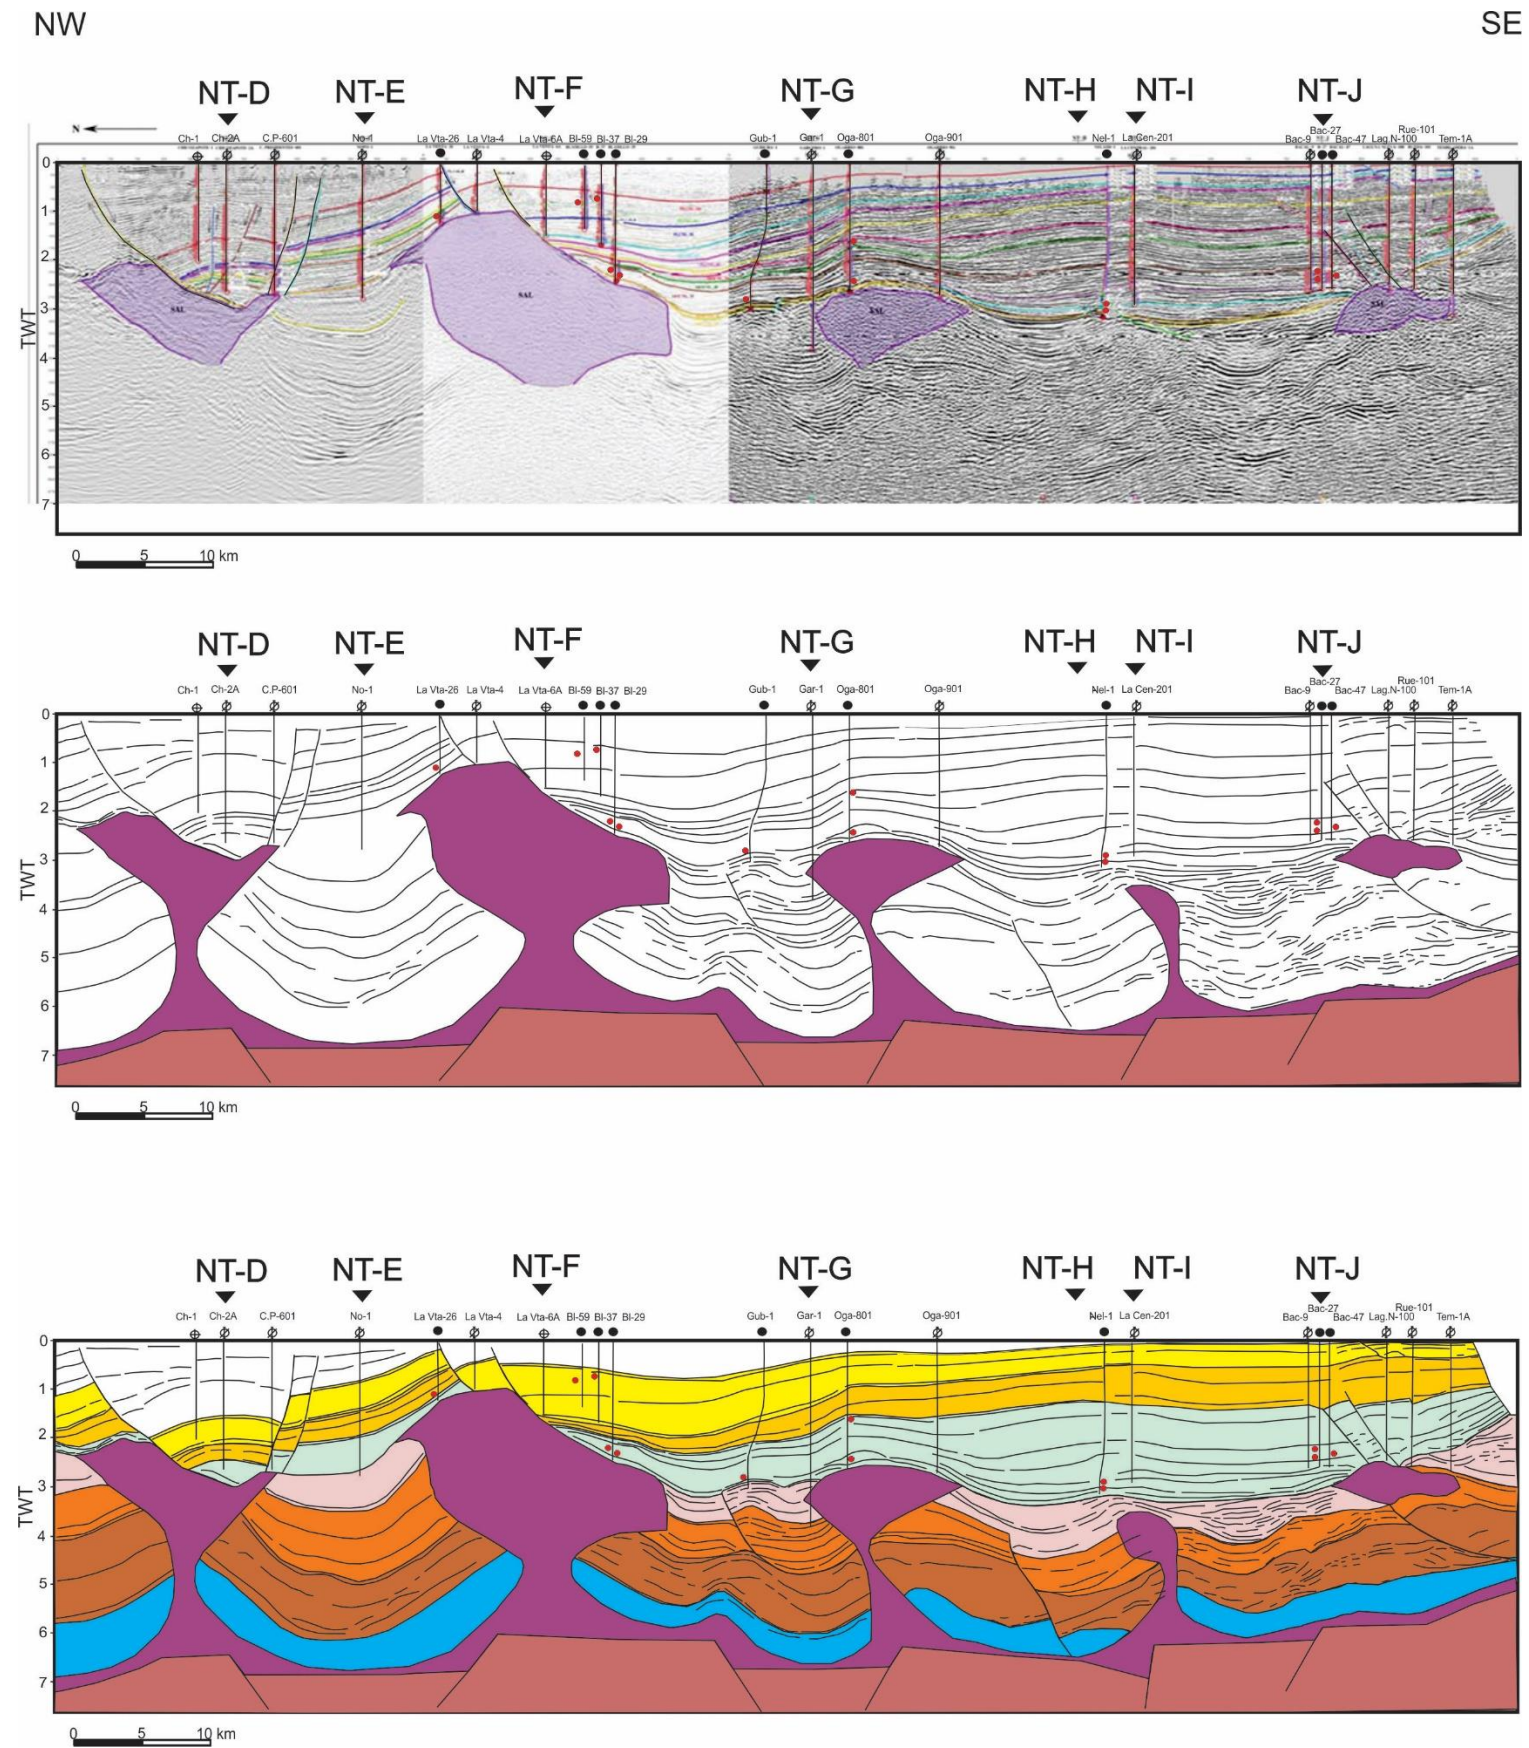 NW SE
NT-D NT-E NT-F NT-G NT-H NT-I NT-J
N
Bac-27 Rue-101
Ch-1 Ch-2A C.P-601 No-1 La Vta-26 La Vta-4 La Vta-6A Bl-59 Bl-37 Bl-29 Gub-1 Gar-1 Oga-801 Oga-901 Nel-1 La Cen-201 Bac-9 Bac-47 Lag.N-100 Tem-1A
0
1
2
3
4
5
6
7
TWT
SAL SAL SAL SAL
0 5 10 km
NT-D NT-E NT-F NT-G NT-H NT-I NT-J
Bac-27 Rue-101
Ch-1 Ch-2A C.P-601 No-1 La Vta-26 La Vta-4 La Vta-6A Bl-59 Bl-37 Bl-29 Gub-1 Gar-1 Oga-801 Oga-901 Nel-1 La Cen-201 Bac-9 Bac-47 Lag.N-100 Tem-1A
0
1
2
3
4
5
6
7
TWT
0 5 10 km
NT-D NT-E NT-F NT-G NT-H NT-I NT-J
Bac-27 Rue-101
Ch-1 Ch-2A C.P-601 No-1 La Vta-26 La Vta-4 La Vta-6A Bl-59 Bl-37 Bl-29 Gub-1 Gar-1 Oga-801 Oga-901 Nel-1 La Cen-201 Bac-9 Bac-47 Lag.N-100 Tem-1A
0
1
2
3
4
5
6
7
TWT
0 5 10 km